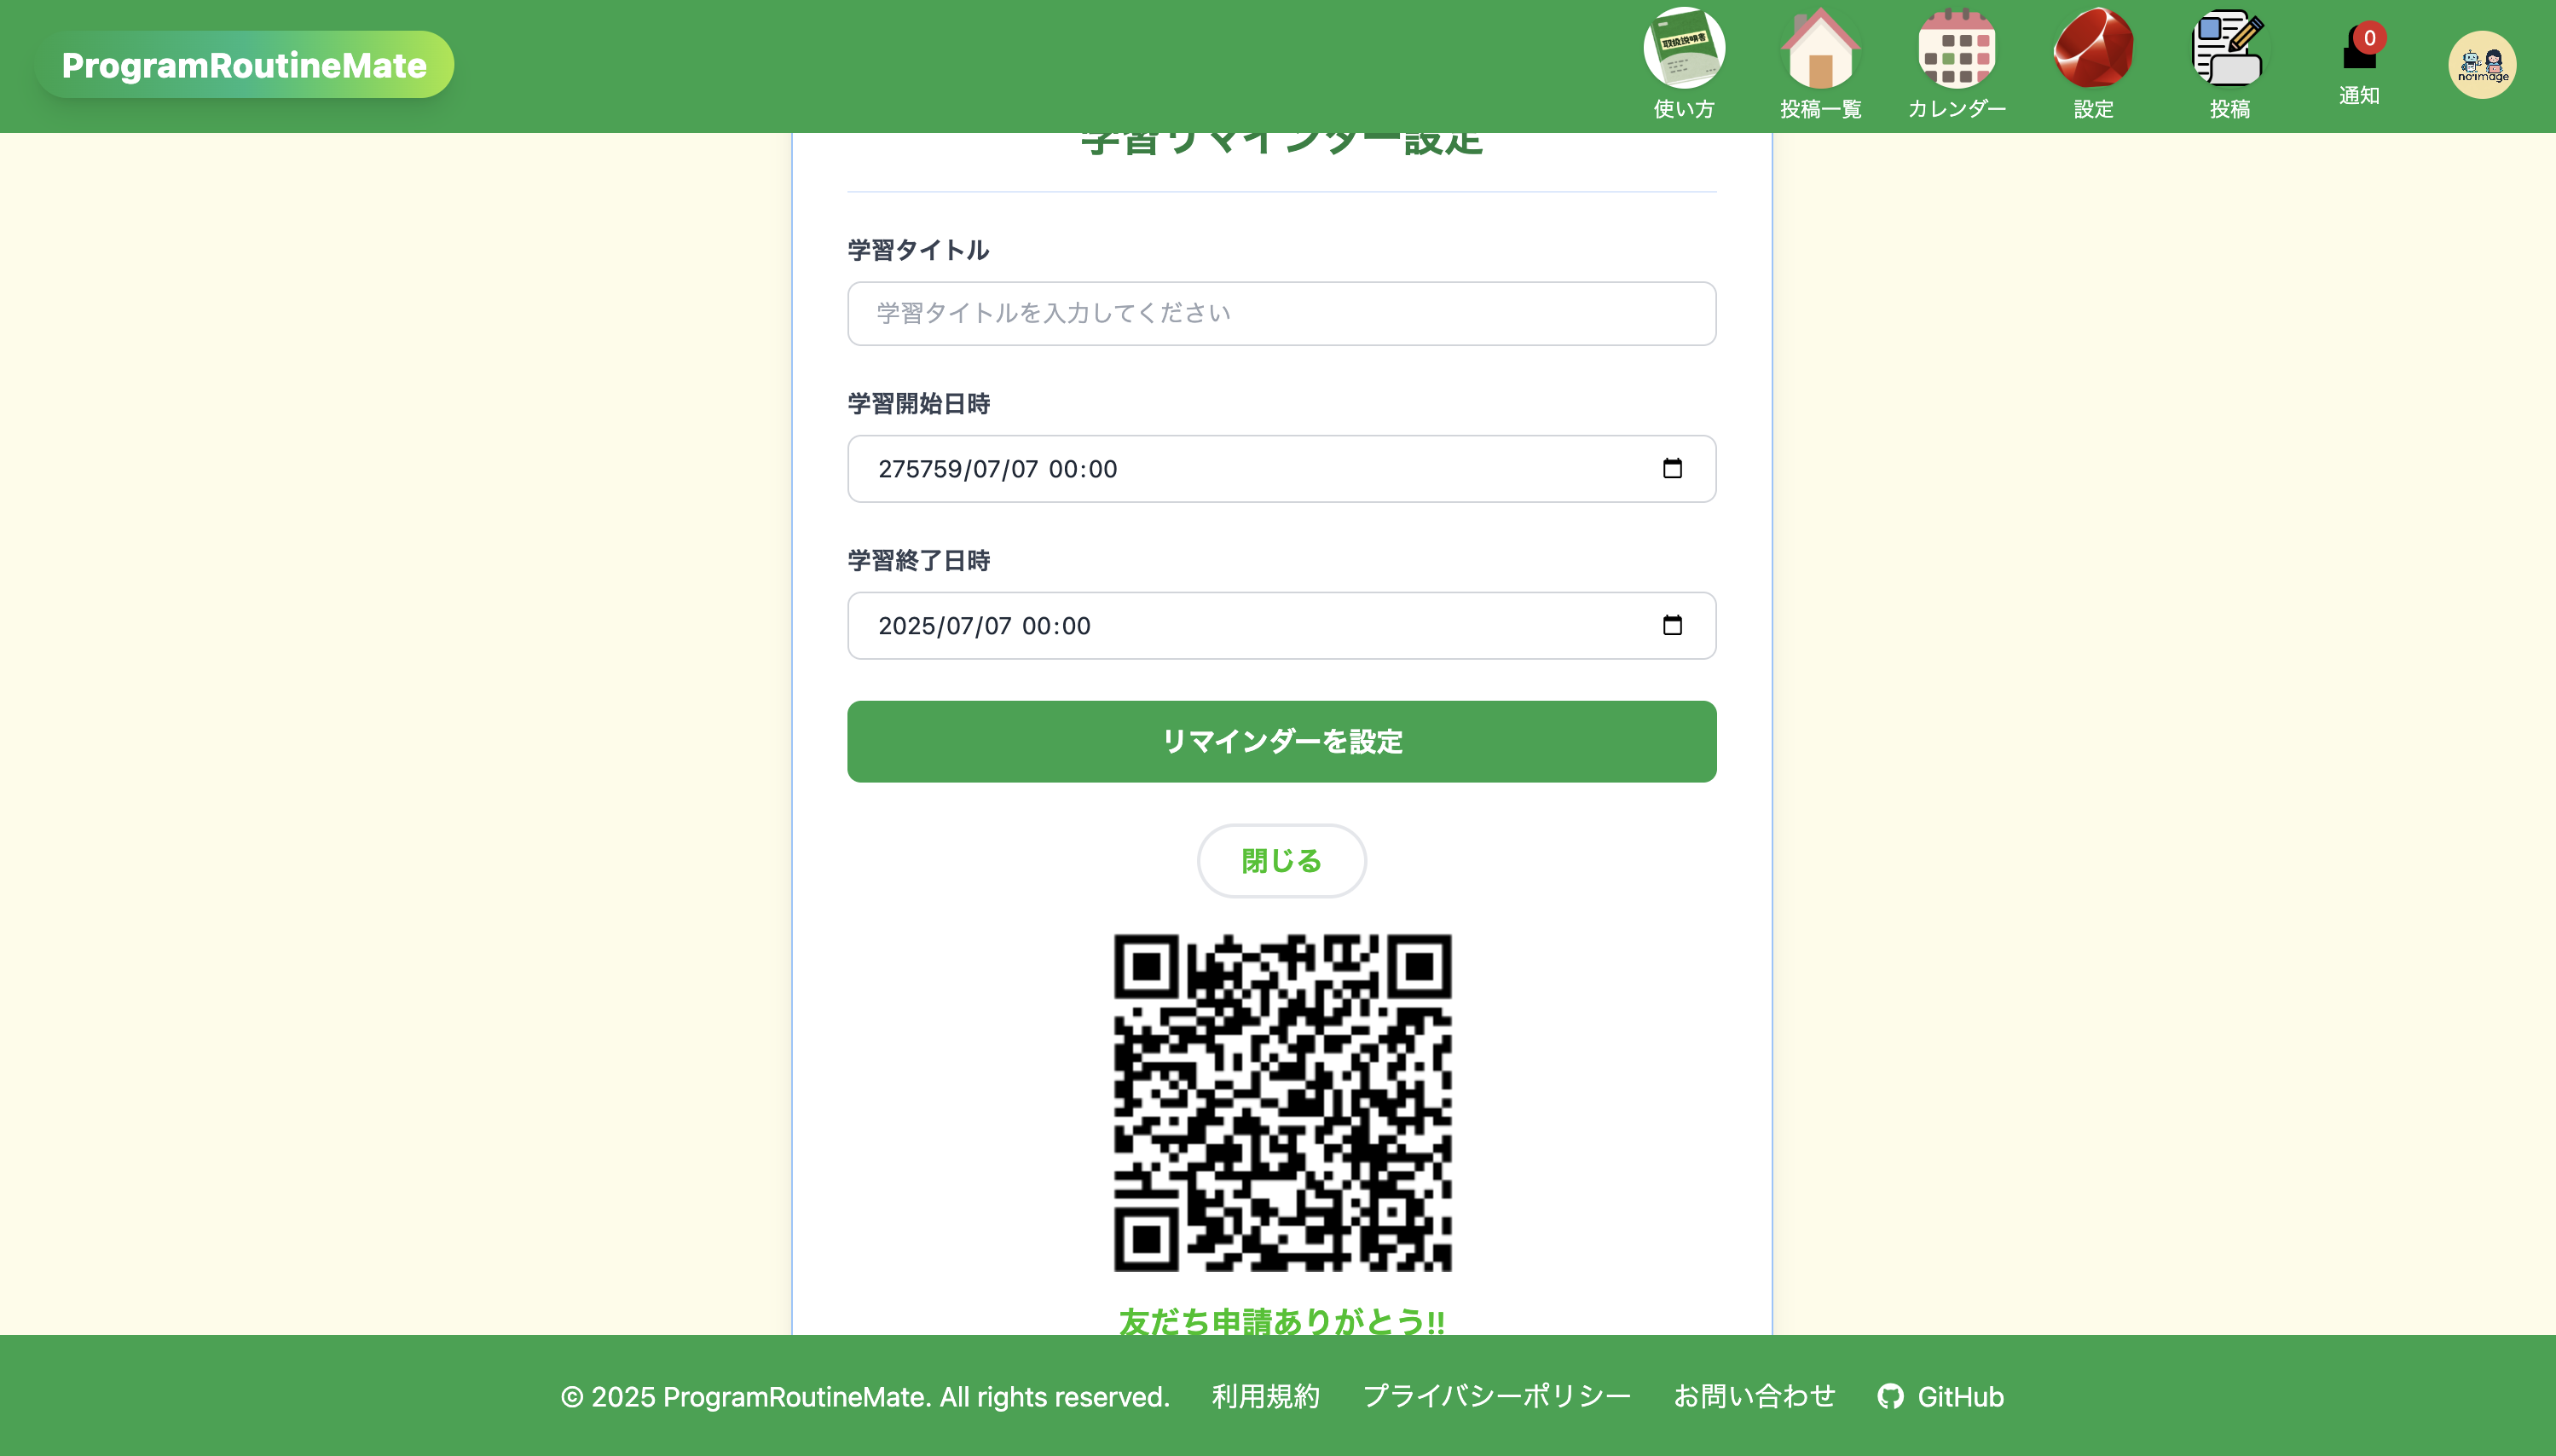 ProgramRoutineMate
取扱説明書
使い方
投稿一覧
カレンダー
設定
投稿
0
通知
no image
学習リマインダー設定
学習タイトル
学習タイトルを入力してください
学習開始日時
275759/07/07 00:00
学習終了日時
2025/07/07 00:00
リマインダーを設定
閉じる
友だち申請ありがとう!!
© 2025 ProgramRoutineMate. All rights reserved.
利用規約
プライバシーポリシー
お問い合わせ
GitHub